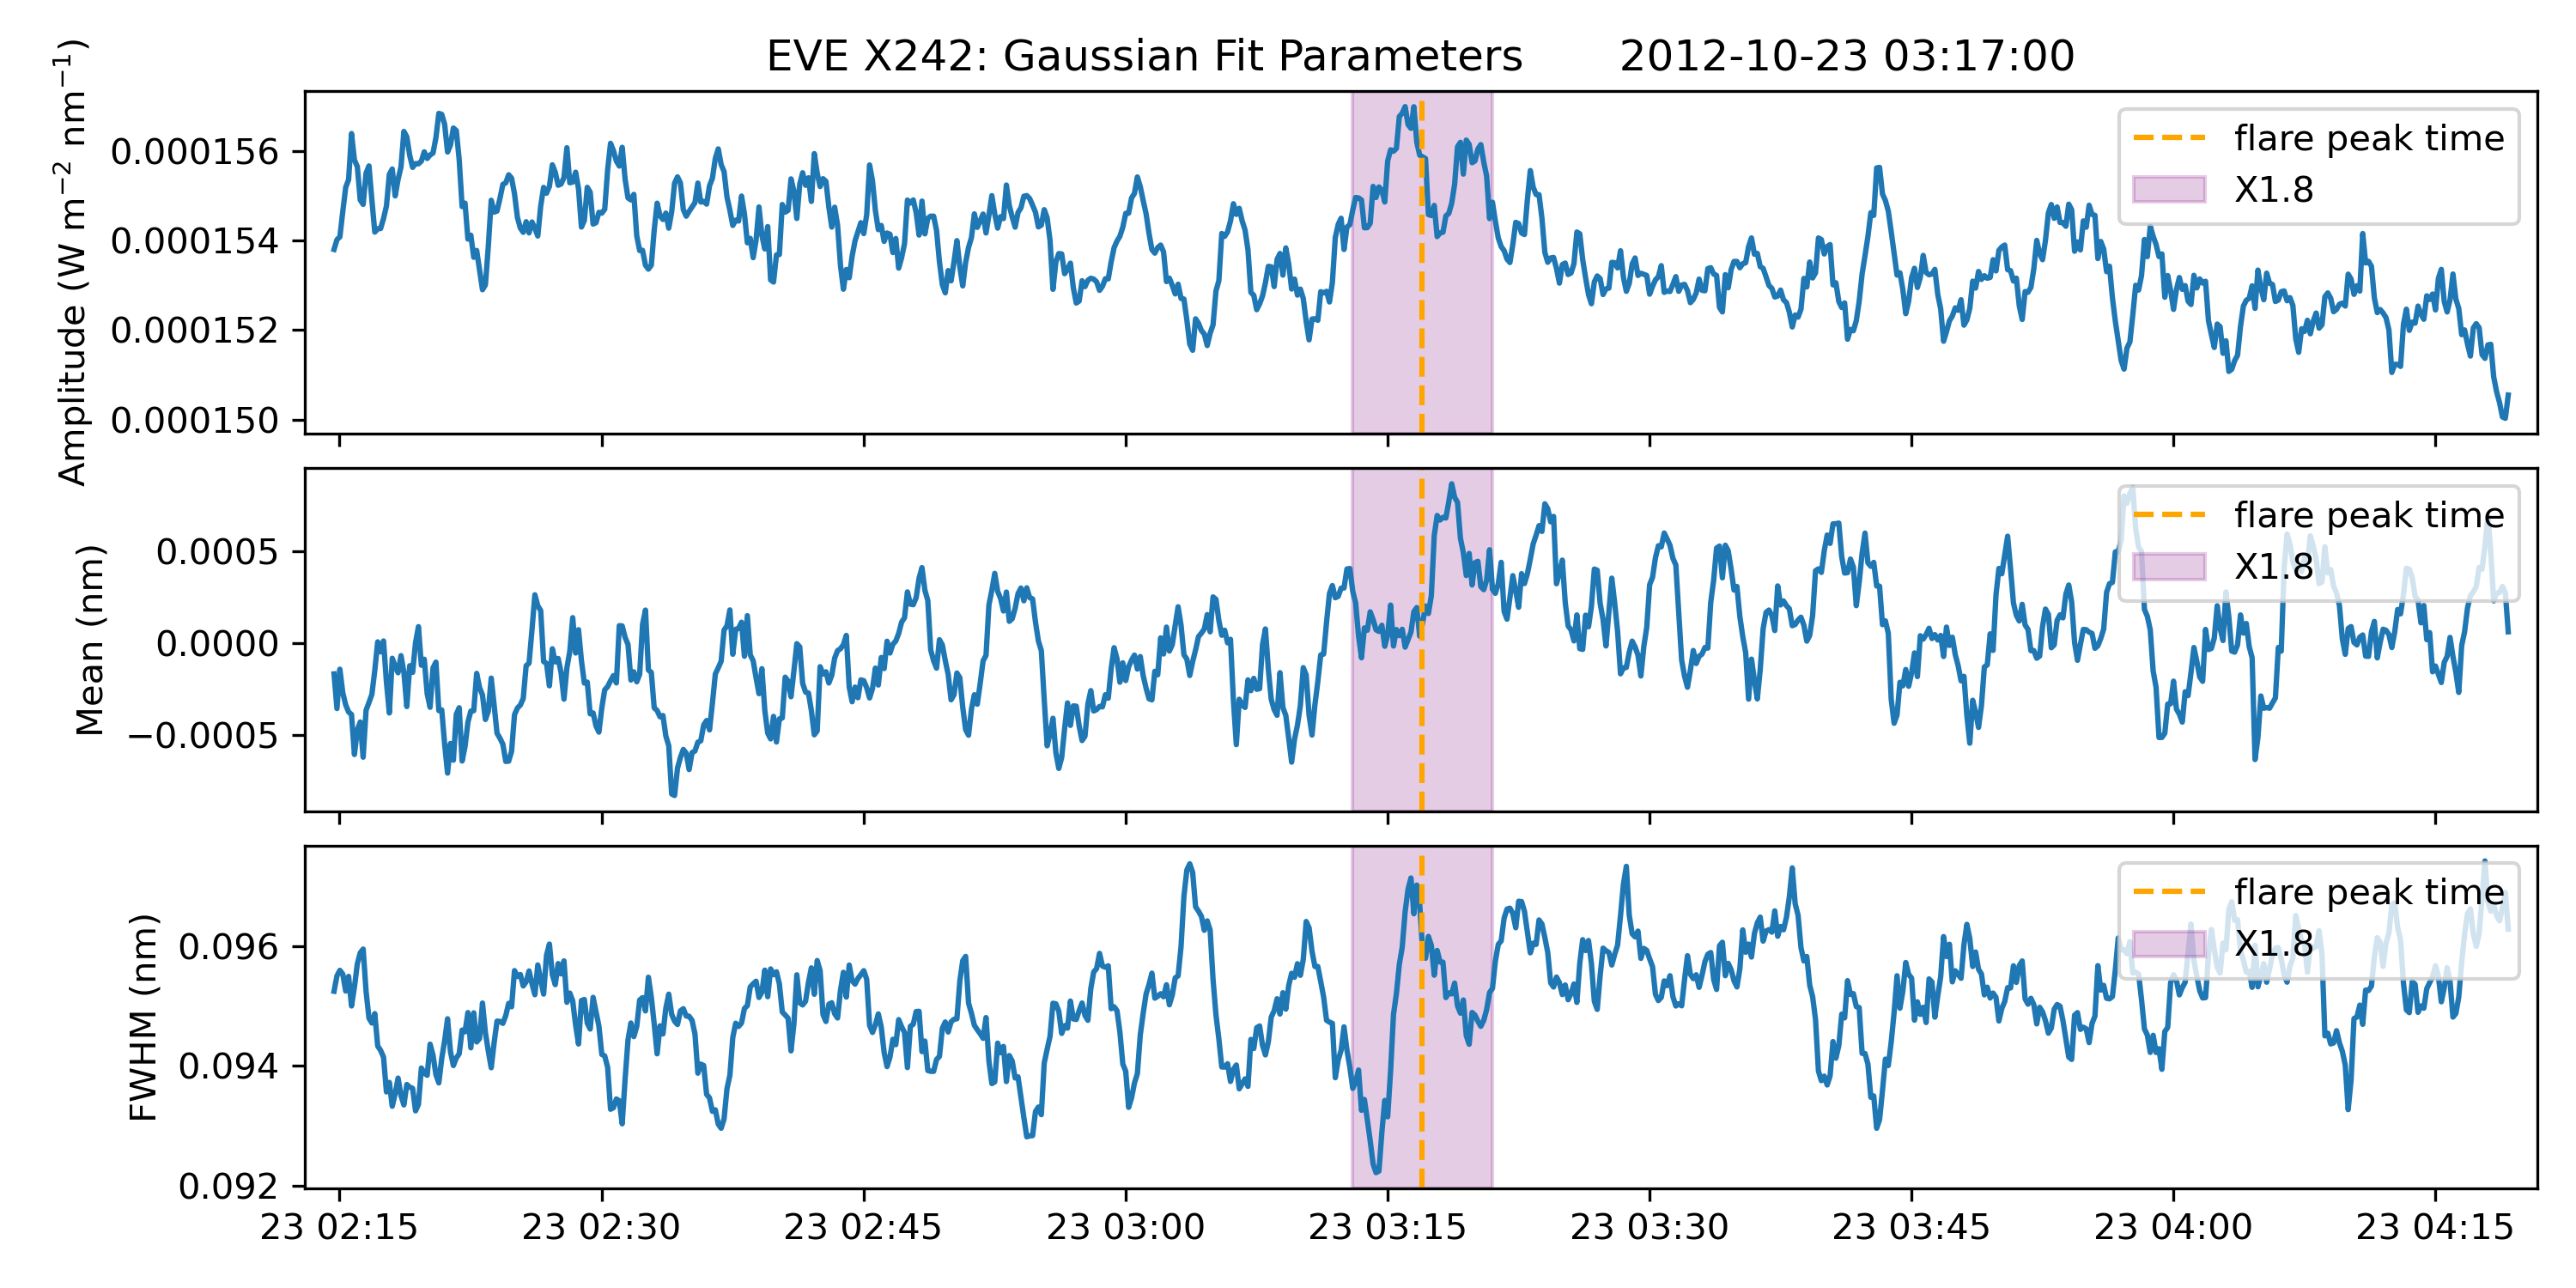 EVE X242: Gaussian Fit Parameters 2012-10-23 03:17:00
Amplitude (W m⁻² nm⁻¹)
0.000156
0.000154
0.000152
0.000150
flare peak time
X1.8
Mean (nm)
0.0005
0.0000
−0.0005
flare peak time
X1.8
FWHM (nm)
0.096
0.094
0.092
flare peak time
X1.8
23 02:15 23 02:30 23 02:45 23 03:00 23 03:15 23 03:30 23 03:45 23 04:00 23 04:15